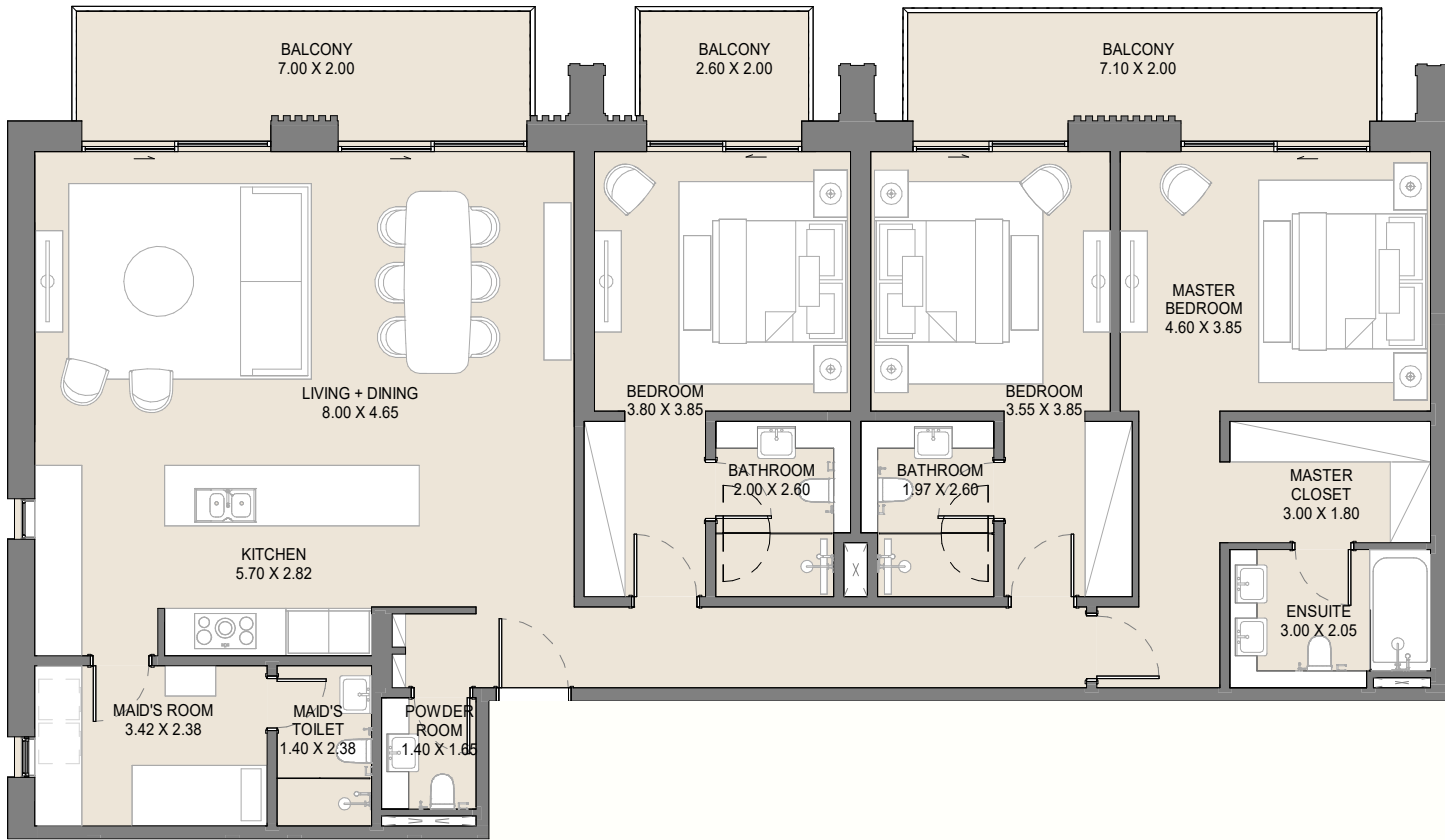 BALCONY
7.00 X 2.00
BALCONY
2.60 X 2.00
BALCONY
7.10 X 2.00
MASTER
BEDROOM
4.60 X 3.85
LIVING + DINING
8.00 X 4.65
BEDROOM
3.80 X 3.85
BEDROOM
3.55 X 3.85
BATHROOM
2.00 X 2.60
BATHROOM
1.97 X 2.60
MASTER
CLOSET
3.00 X 1.80
KITCHEN
5.70 X 2.82
ENSUITE
3.00 X 2.05
MAID'S ROOM
3.42 X 2.38
MAID'S
TOILET
1.40 X 2.38
POWDER
ROOM
1.40 X 1.65